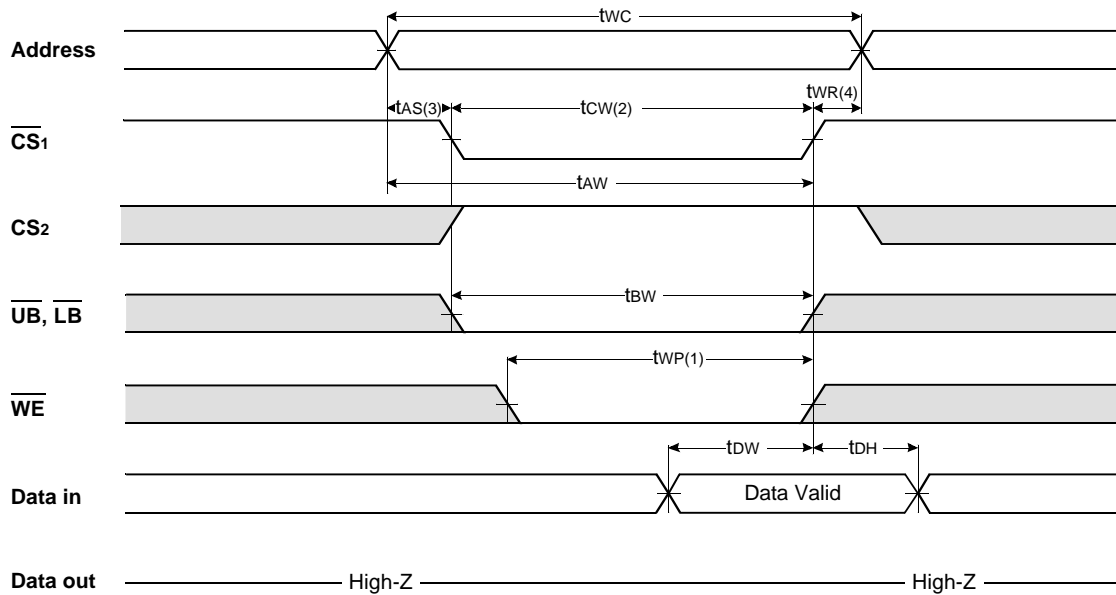 tWC
Address
tAS(3) tCW(2) tWR(4)
CS1
tAW
CS2
tBW
UB, LB
tWP(1)
WE
tDW tDH
Data in Data Valid
Data out High-Z High-Z